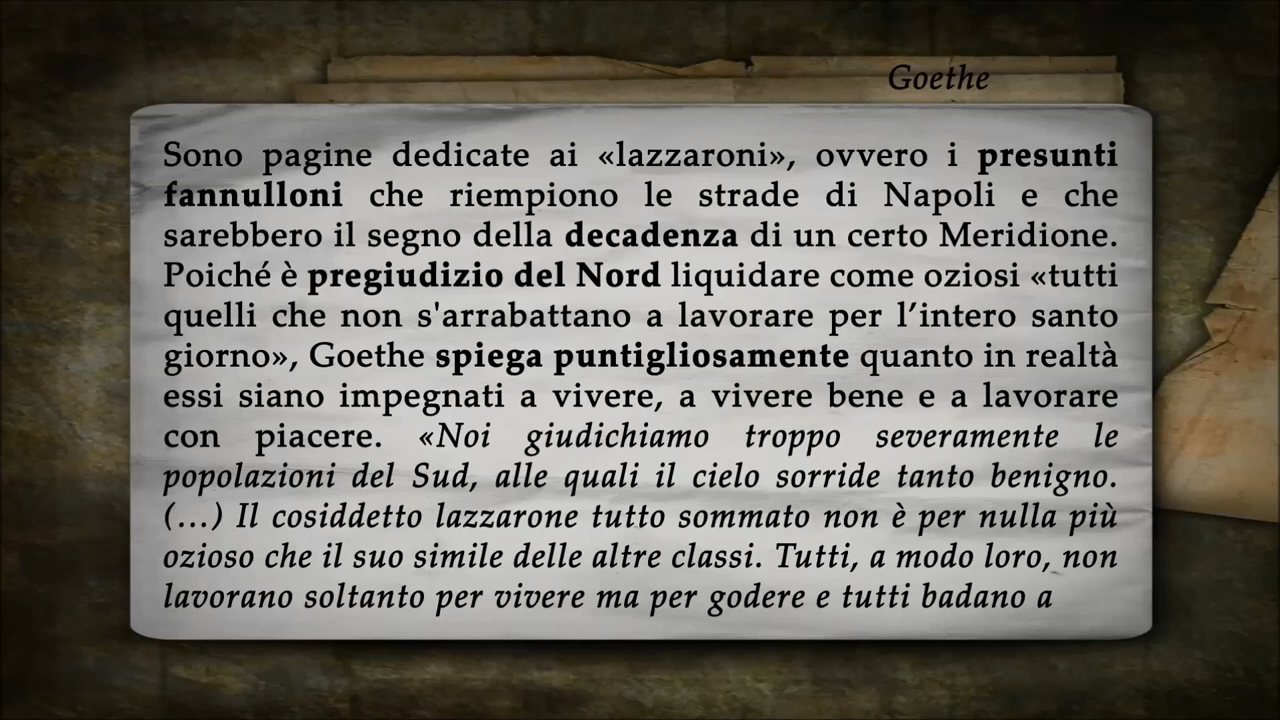 Goethe
Sono pagine dedicate ai «lazzaroni», ovvero i presunti
fannulloni che riempiono le strade di Napoli e che
sarebbero il segno della decadenza di un certo Meridione.
Poiché è pregiudizio del Nord liquidare come oziosi «tutti
quelli che non s'arrabattano a lavorare per l’intero santo
giorno», Goethe spiega puntigliosamente quanto in realtà
essi siano impegnati a vivere, a vivere bene e a lavorare
con piacere. «Noi giudichiamo troppo severamente le
popolazioni del Sud, alle quali il cielo sorride tanto benigno.
(…) Il cosiddetto lazzarone tutto sommato non è per nulla più
ozioso che il suo simile delle altre classi. Tutti, a modo loro, non
lavorano soltanto per vivere ma per godere e tutti badano a